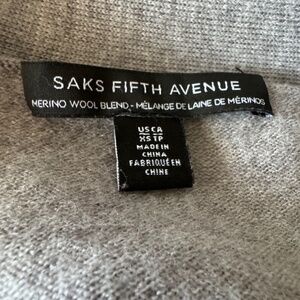 SAKS FIFTH AVENUE
MERINO WOOL BLEND - MÉLANGE DE LAINE DE MÉRINOS
US CA
XS TP
MADE IN
CHINA
FABRIQUÉ EN
CHINE